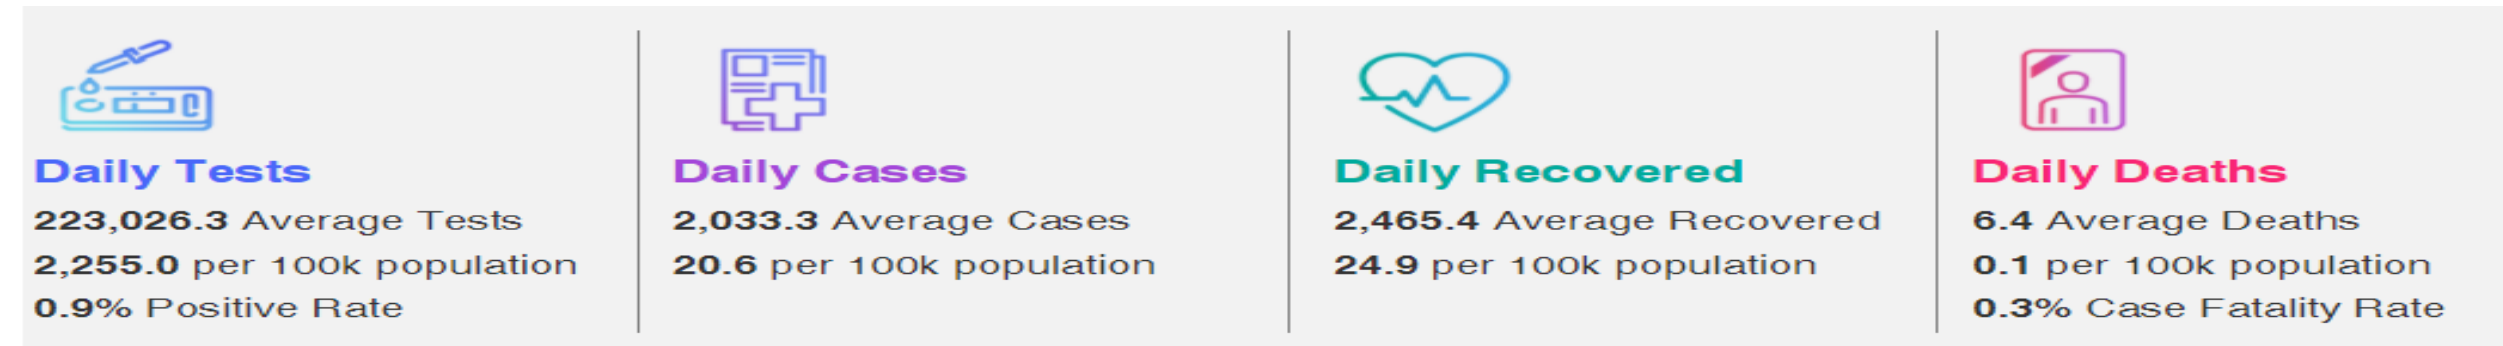 Daily Tests
223,026.3 Average Tests
2,255.0 per 100k population
0.9% Positive Rate
Daily Cases
2,033.3 Average Cases
20.6 per 100k population
Daily Recovered
2,465.4 Average Recovered
24.9 per 100k population
Daily Deaths
6.4 Average Deaths
0.1 per 100k population
0.3% Case Fatality Rate